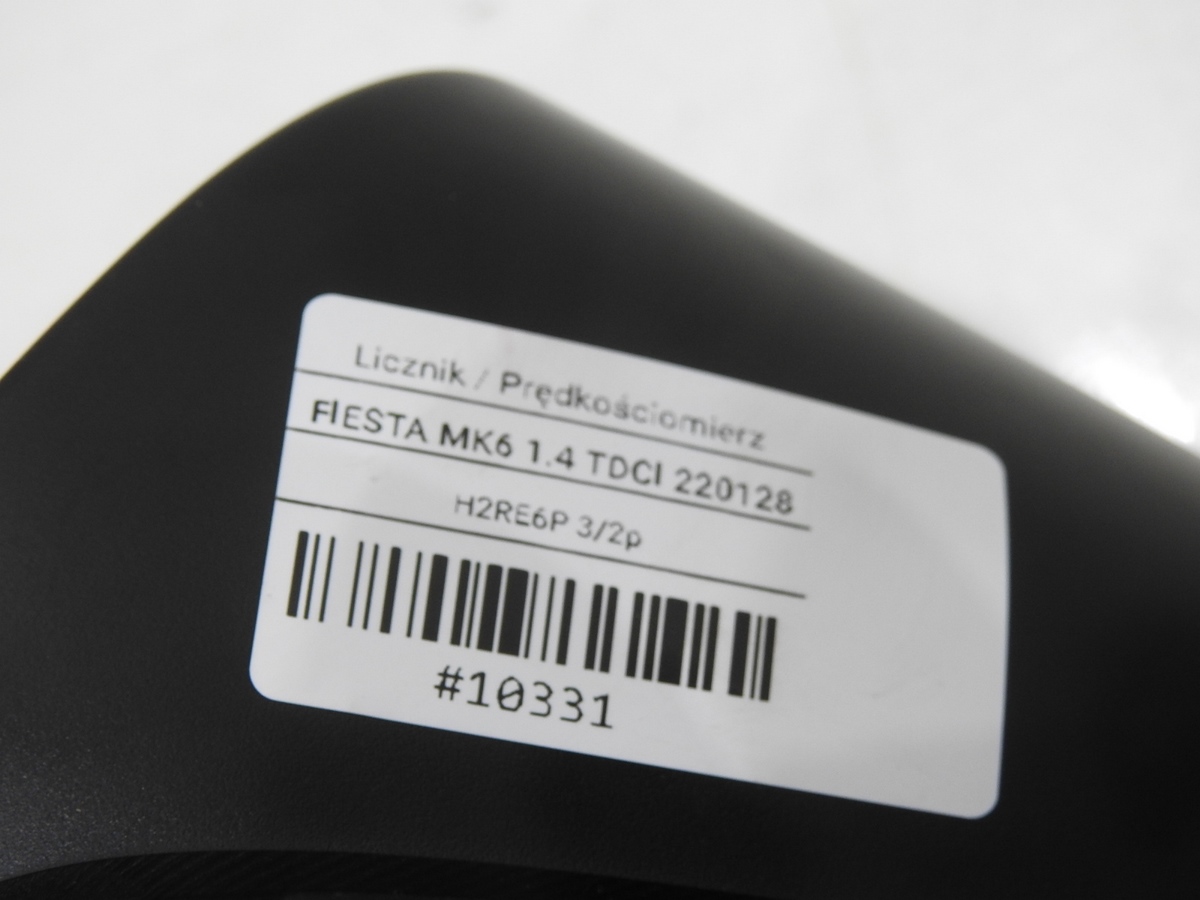 Licznik / Prędkościomierz
FIESTA MK6 1.4 TDCI 220128
H2RE6P 3/2p
#10331